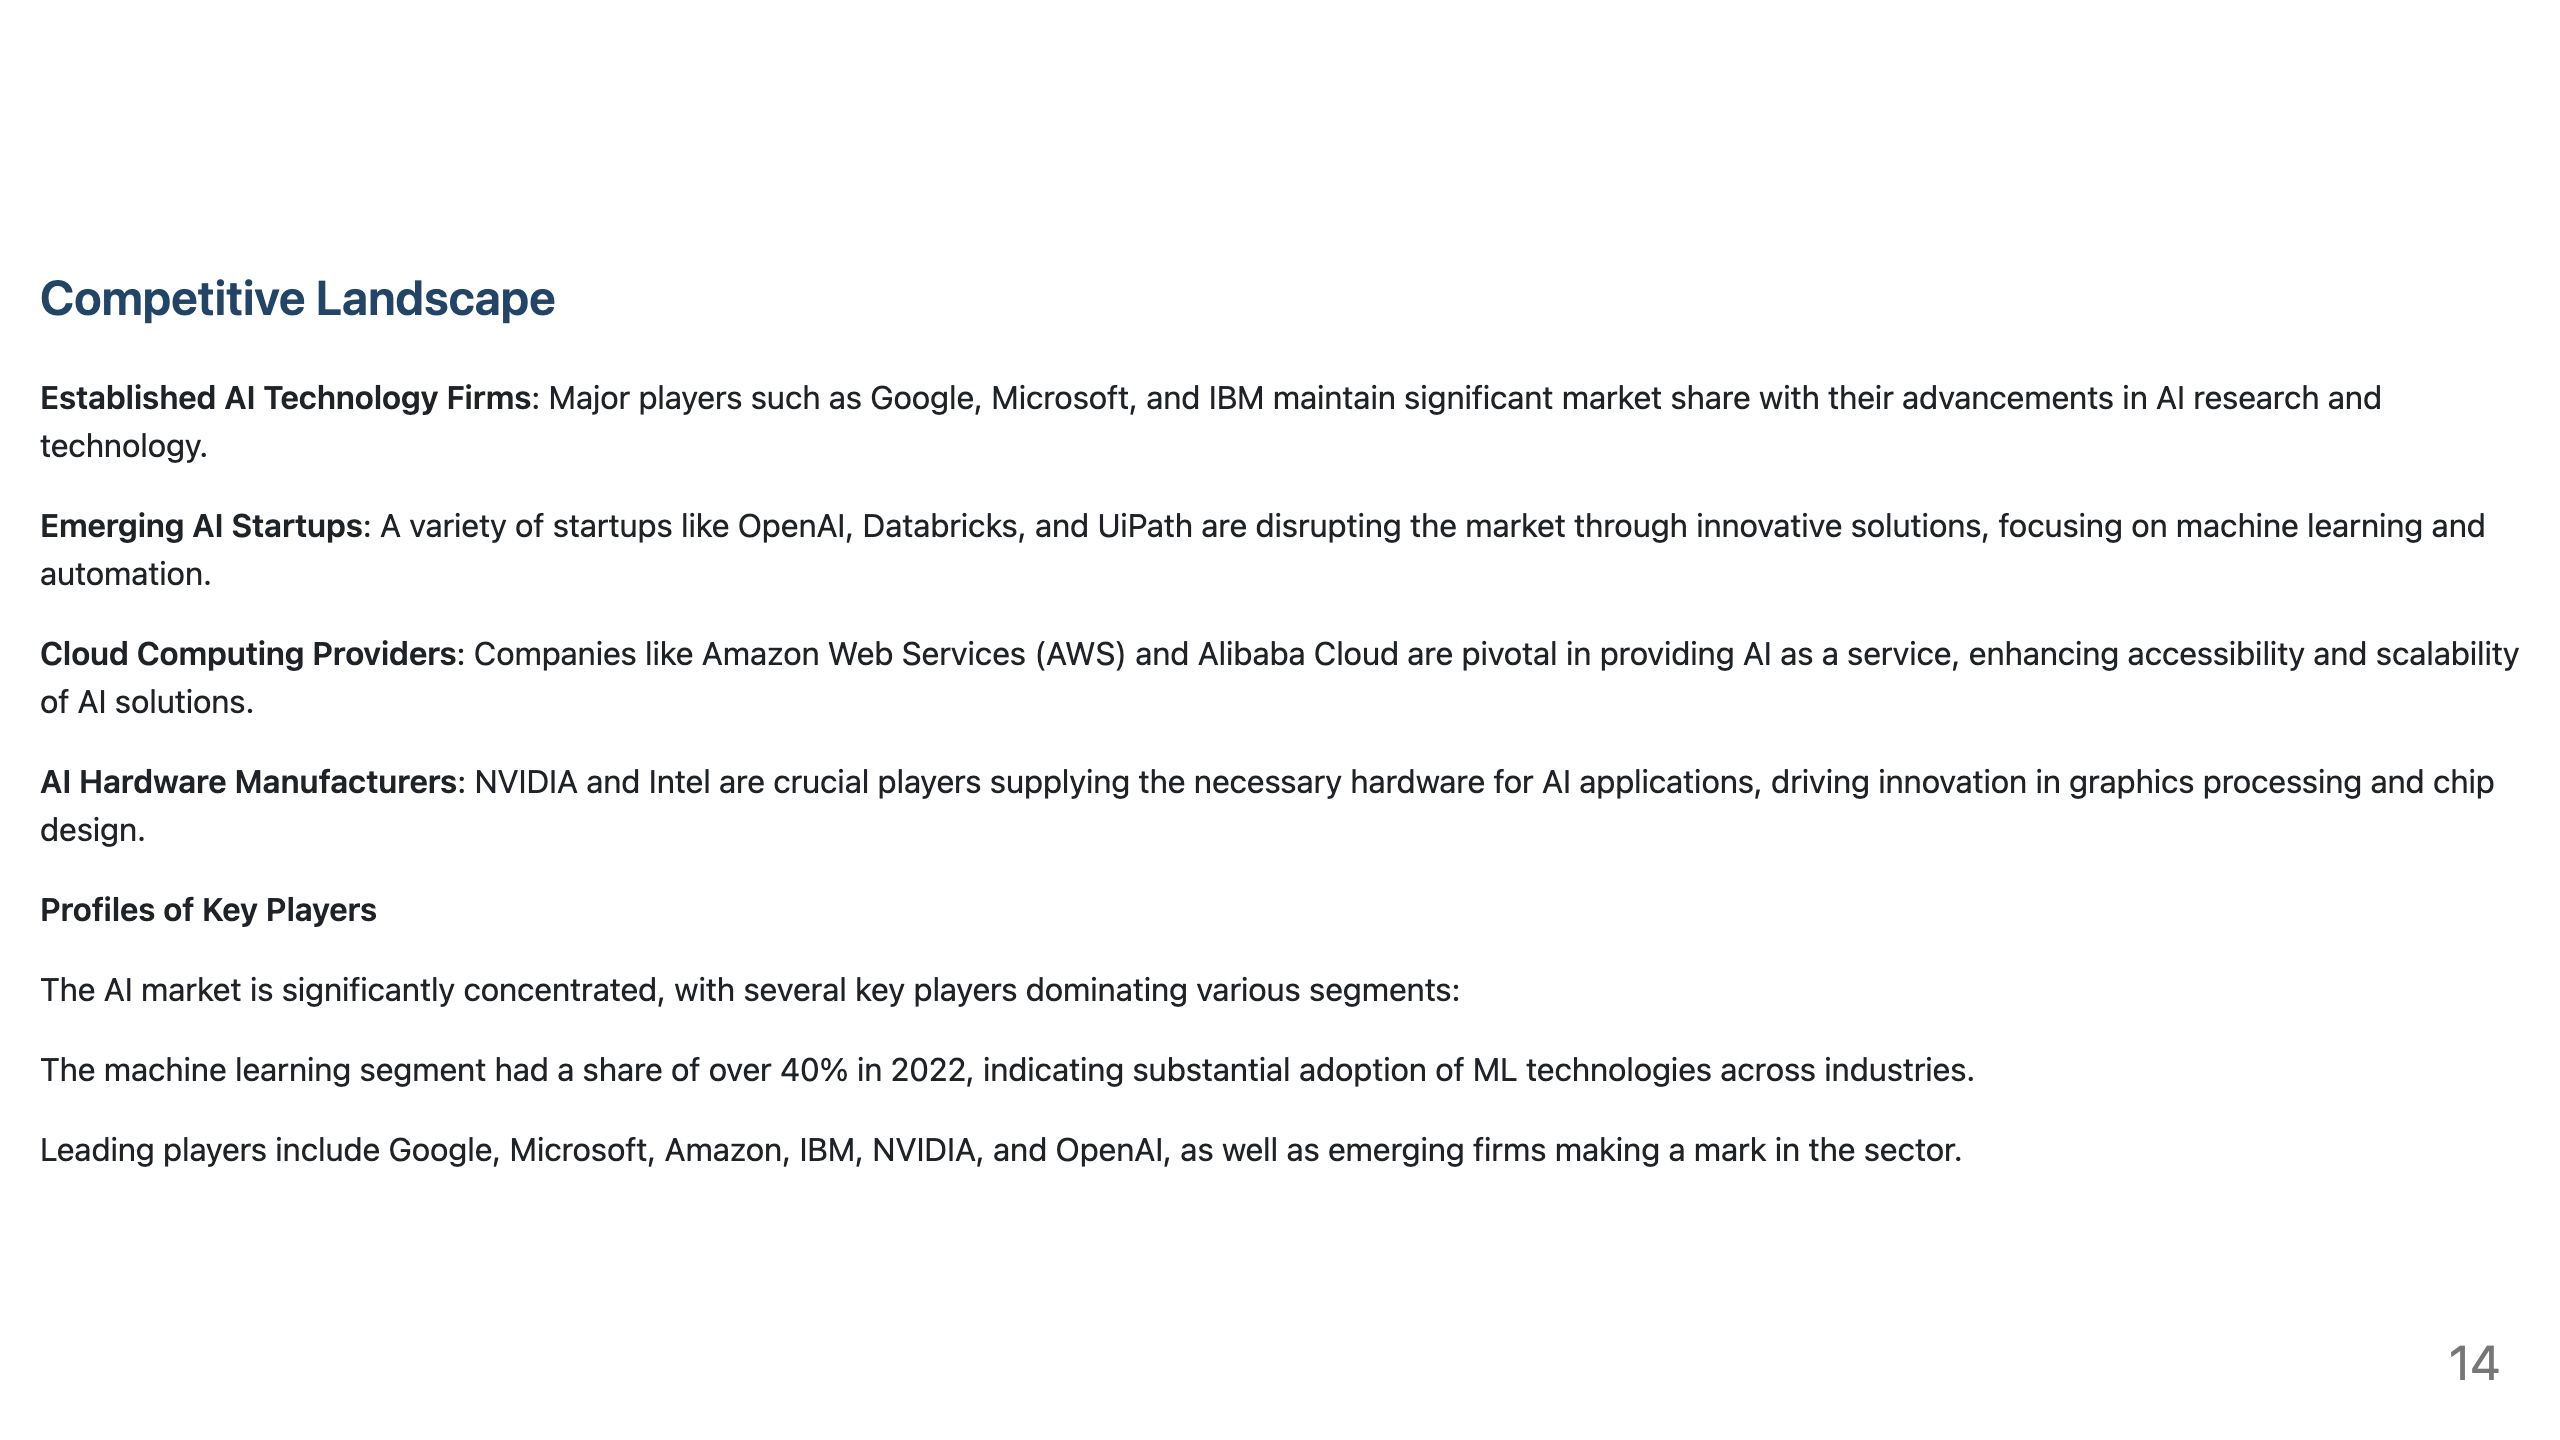 Competitive Landscape
Established AI Technology Firms: Major players such as Google, Microsoft, and IBM maintain significant market share with their advancements in AI research and
technology.
Emerging AI Startups: A variety of startups like OpenAI, Databricks, and UiPath are disrupting the market through innovative solutions, focusing on machine learning and
automation.
Cloud Computing Providers: Companies like Amazon Web Services (AWS) and Alibaba Cloud are pivotal in providing AI as a service, enhancing accessibility and scalability
of AI solutions.
AI Hardware Manufacturers: NVIDIA and Intel are crucial players supplying the necessary hardware for AI applications, driving innovation in graphics processing and chip
design.
Profiles of Key Players
The AI market is significantly concentrated, with several key players dominating various segments:
The machine learning segment had a share of over 40% in 2022, indicating substantial adoption of ML technologies across industries.
Leading players include Google, Microsoft, Amazon, IBM, NVIDIA, and OpenAI, as well as emerging firms making a mark in the sector.
14